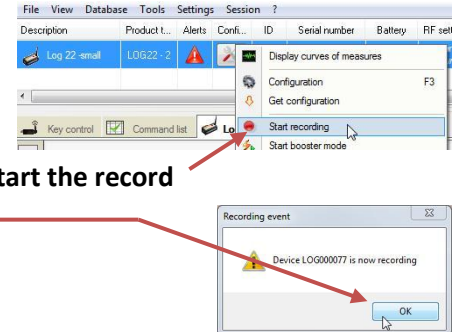 File View Database Tools Settings Session ?
Description Product t... Alerts Confi... ID Serial number Battery RF sett
Log 22 -small LOG22 - 2
Display curves of measures
Configuration F3
Get configuration
Start recording
Start booster mode
Key control Command list Lo
tart the record
Recording event
Device LOG000077 is now recording
OK